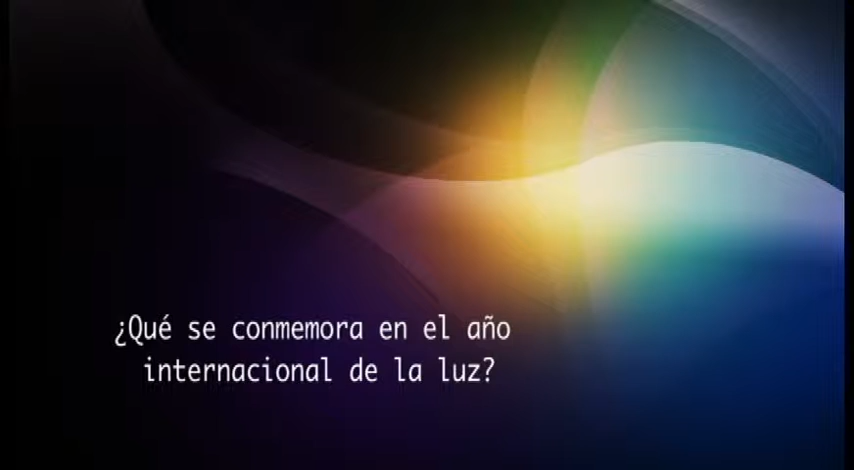 ¿Qué se conmemora en el año
internacional de la luz?